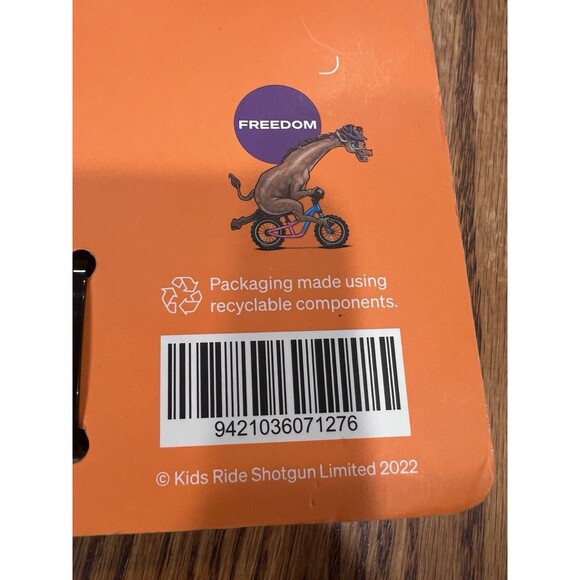 FREEDOM
Packaging made using
recyclable components.
9421036071276
© Kids Ride Shotgun Limited 2022